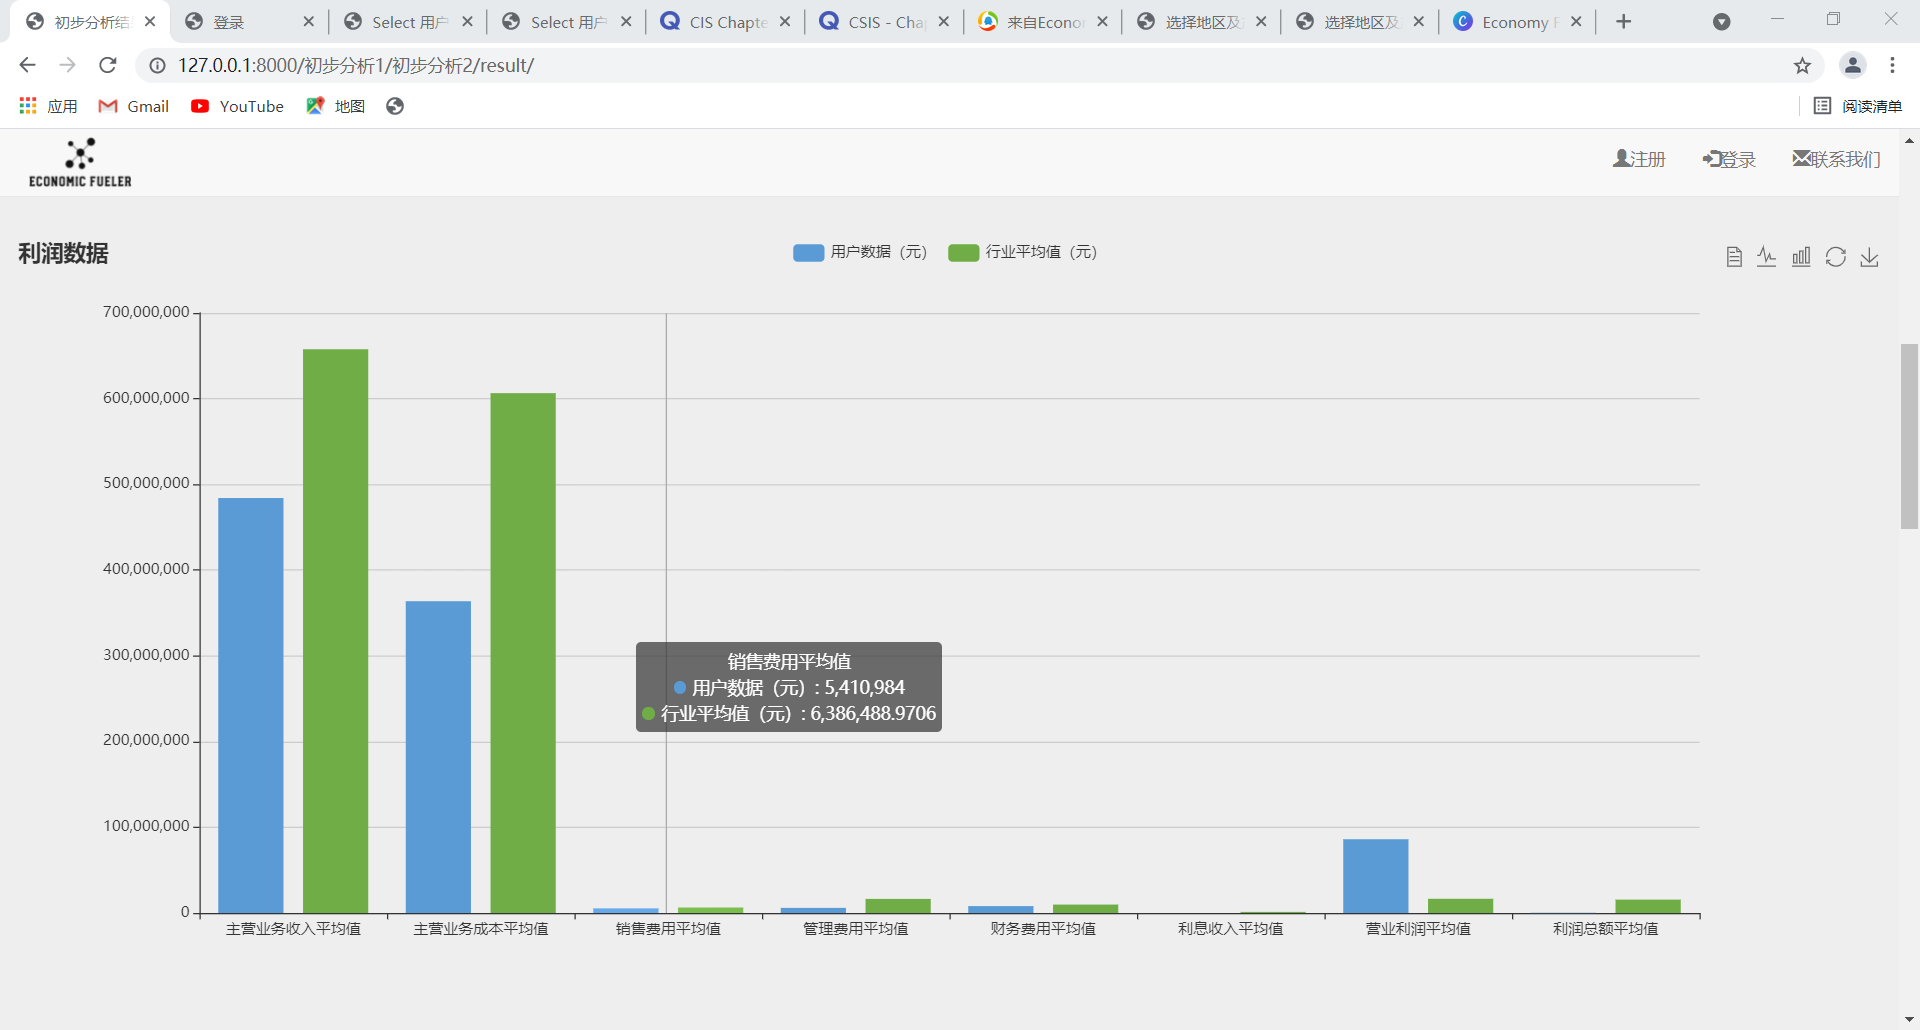 初步分析结
登录
Select 用户
Select 用户
CIS Chapte
CSIS - Cha
来自Econo
选择地区及
选择地区及
Economy F
127.0.0.1:8000/初步分析1/初步分析2/result/
应用
Gmail
YouTube
地图
阅读清单
ECONOMIC FUELER
注册
登录
联系我们
利润数据
用户数据（元）
行业平均值（元）
700,000,000
600,000,000
500,000,000
400,000,000
300,000,000
200,000,000
100,000,000
0
销售费用平均值
用户数据（元）: 5,410,984
行业平均值（元）: 6,386,488.9706
主营业务收入平均值
主营业务成本平均值
销售费用平均值
管理费用平均值
财务费用平均值
利息收入平均值
营业利润平均值
利润总额平均值